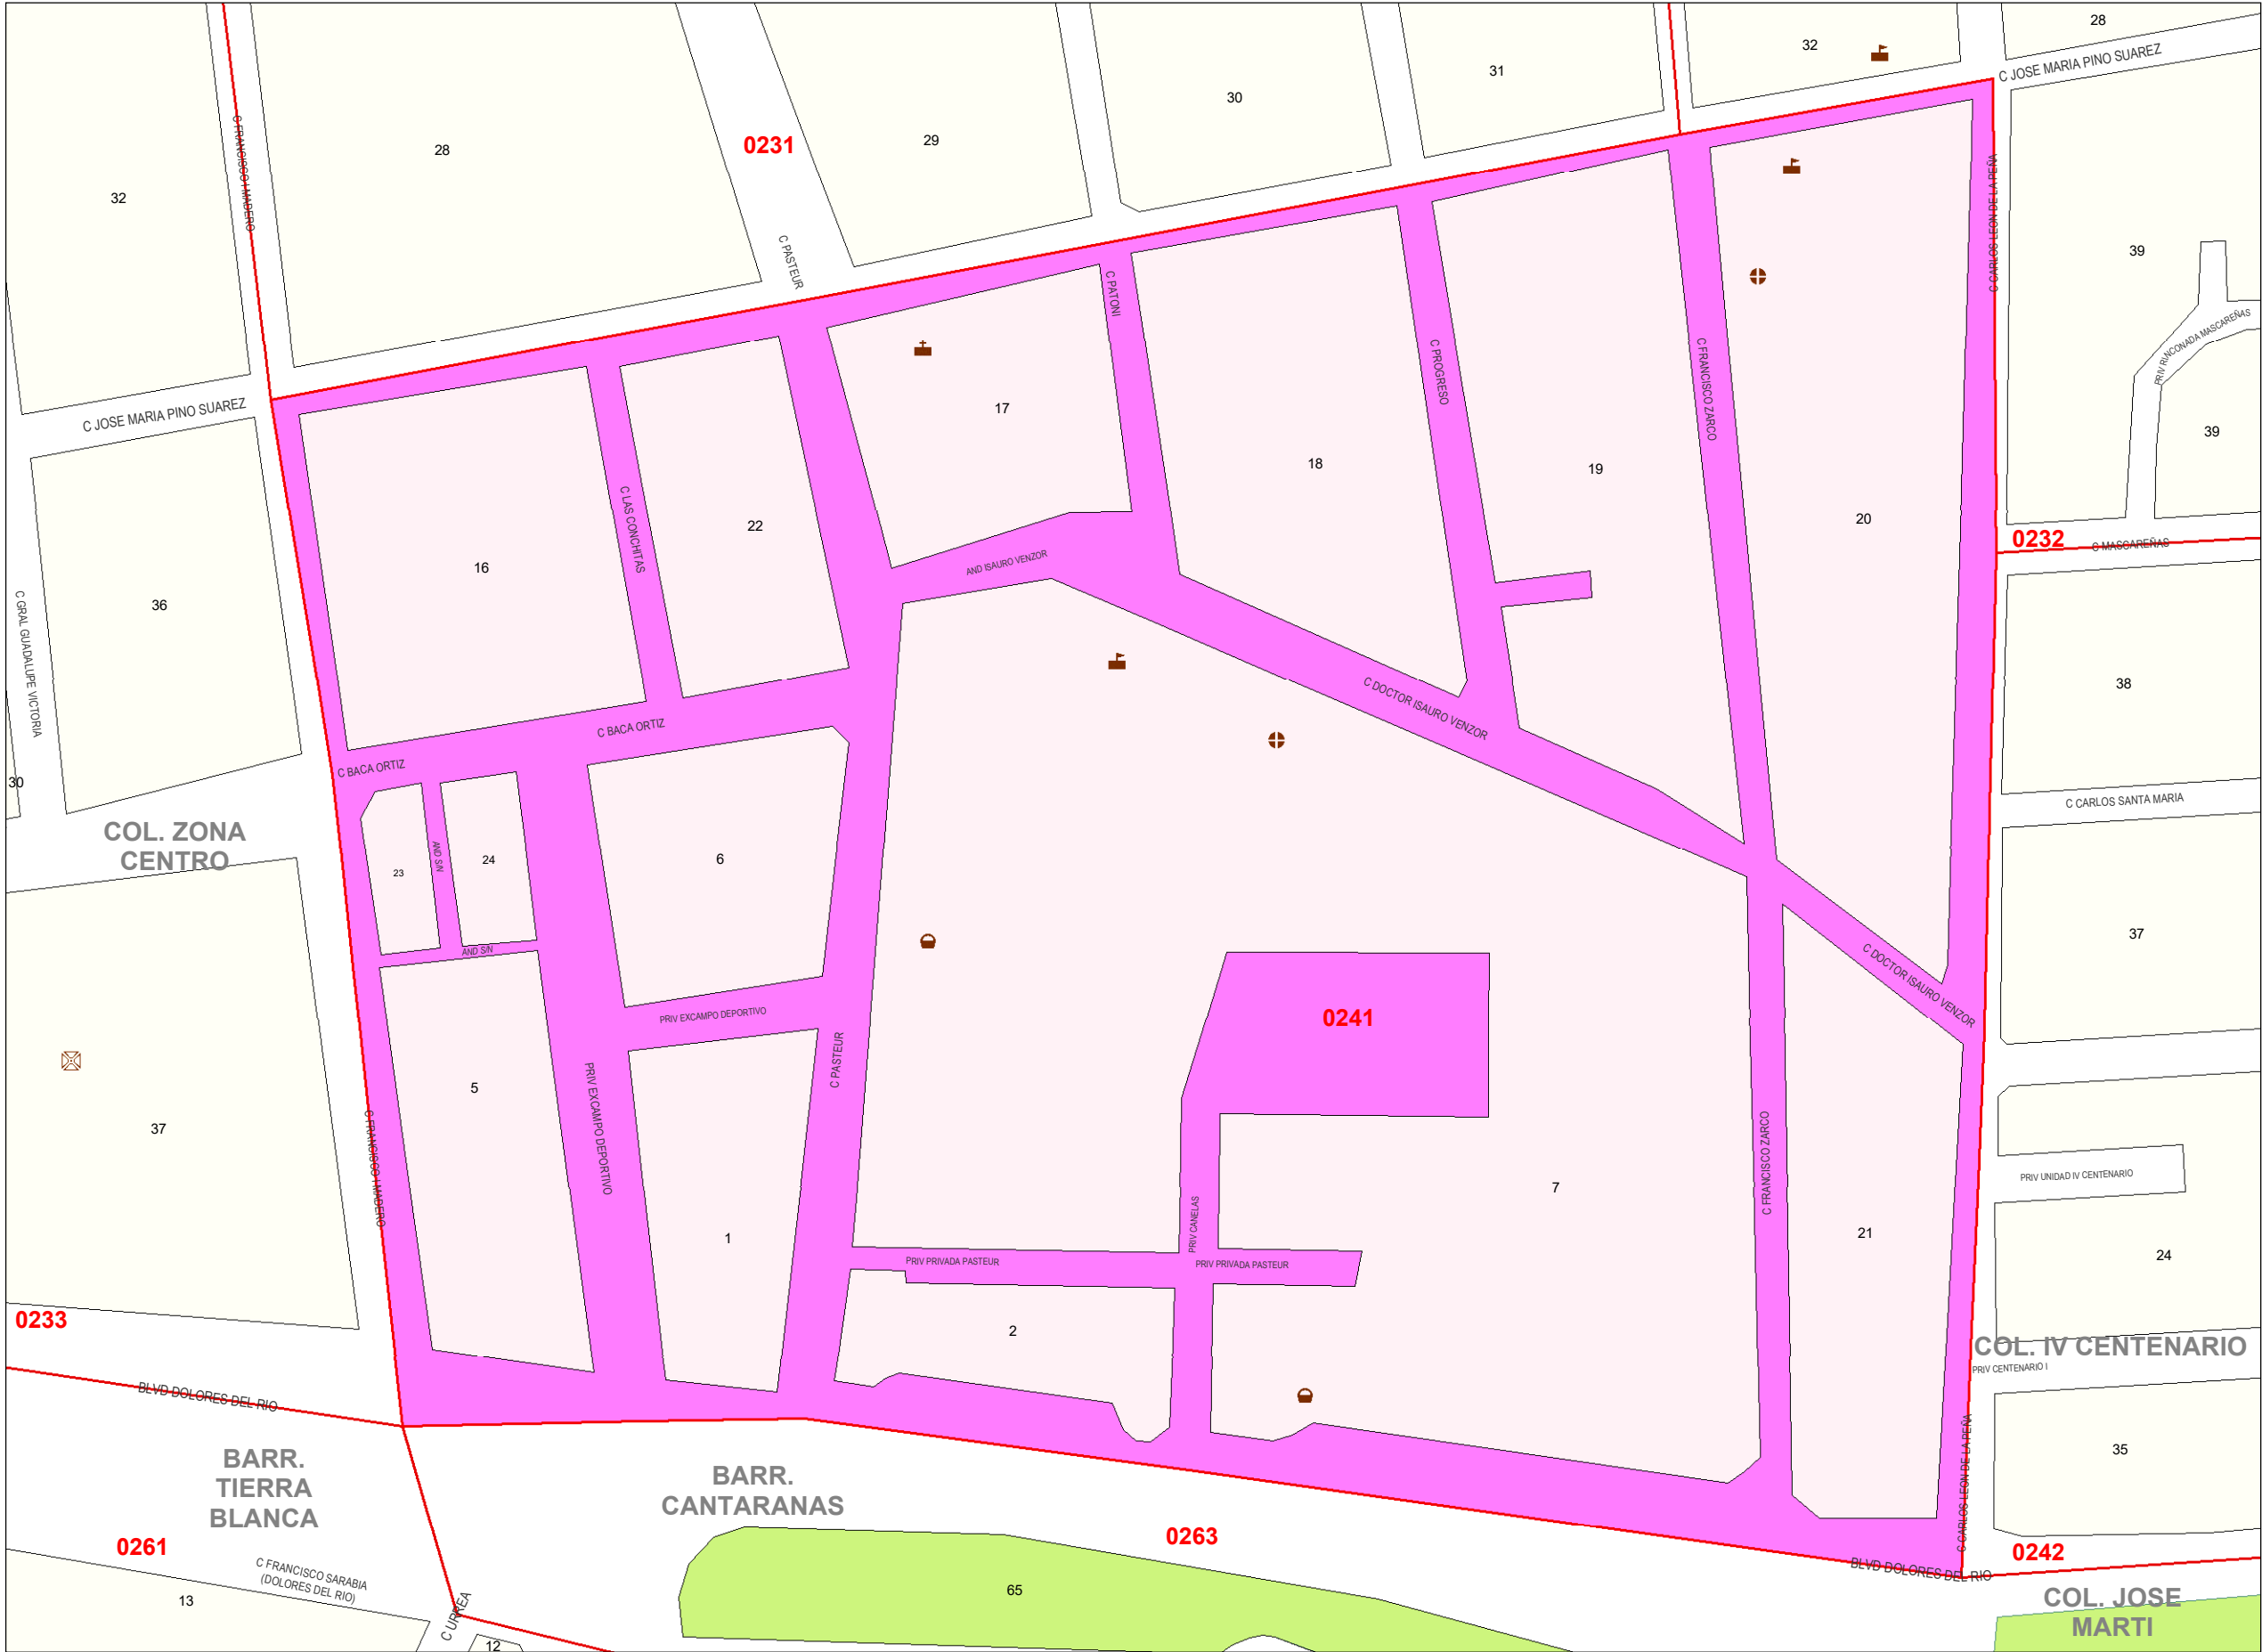 28
C JOSE MARIA PINO SUAREZ
32
31
30
29
28
0231
32
C FRANCISCO I MADERO
C PASTEUR
C PATONI
C CARLOS LEON DE LA PEÑA
39
PRIV RINCONADA MASCAREÑAS
39
C JOSE MARIA PINO SUAREZ
17
C PROGRESO
C FRANCISCO ZARCO
18
19
20
22
C LAS CONCHITAS
16
AND ISAURO VENZOR
0232
C MASCAREÑAS
36
C GRAL GUADALUPE VICTORIA
38
C DOCTOR ISAURO VENZOR
C BACA ORTIZ
C BACA ORTIZ
30
C CARLOS SANTA MARIA
COL. ZONA
CENTRO
23
AND S/N
24
6
37
AND S/N
C DOCTOR ISAURO VENZOR
PRIV EXCAMPO DEPORTIVO
0241
C PASTEUR
5
PRIV EXCAMPO DEPORTIVO
37
C FRANCISCO I MADERO
C FRANCISCO ZARCO
7
PRIV UNIDAD IV CENTENARIO
1
PRIV CANELAS
21
24
PRIV PRIVADA PASTEUR
PRIV PRIVADA PASTEUR
0233
2
COL. IV CENTENARIO
PRIV CENTENARIO I
BLVD DOLORES DEL RIO
35
C CARLOS LEON DE LA PEÑA
BARR.
TIERRA
BLANCA
BARR.
CANTARANAS
0261
0263
0242
BLVD DOLORES DEL RIO
C FRANCISCO SARABIA
(DOLORES DEL RIO)
13
C URREA
12
65
COL. JOSE
MARTI